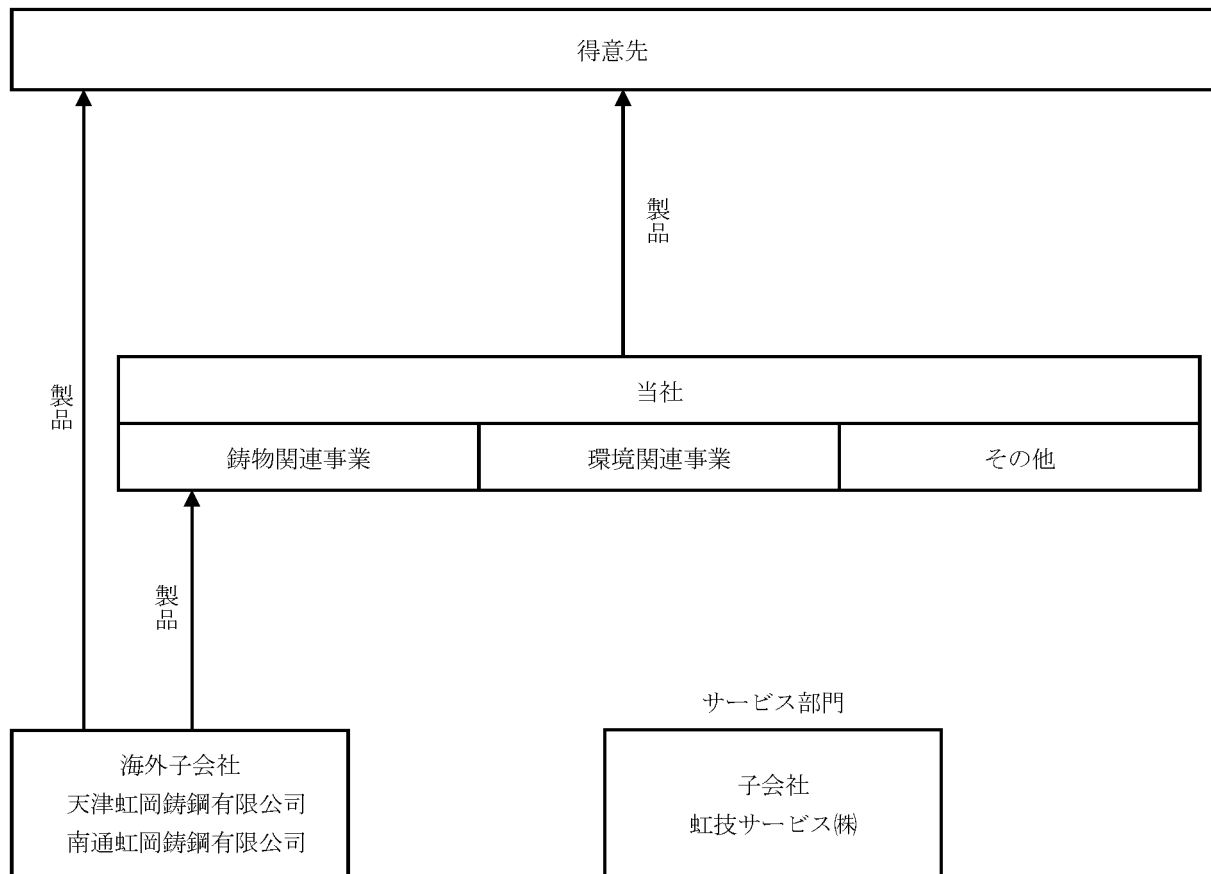 得意先
製品
当社
製品
鋳物関連事業
環境関連事業
その他
製品
サービス部門
海外子会社
天津虹岡鋳鋼有限公司
南通虹岡鋳鋼有限公司
子会社
虹技サービス㈱